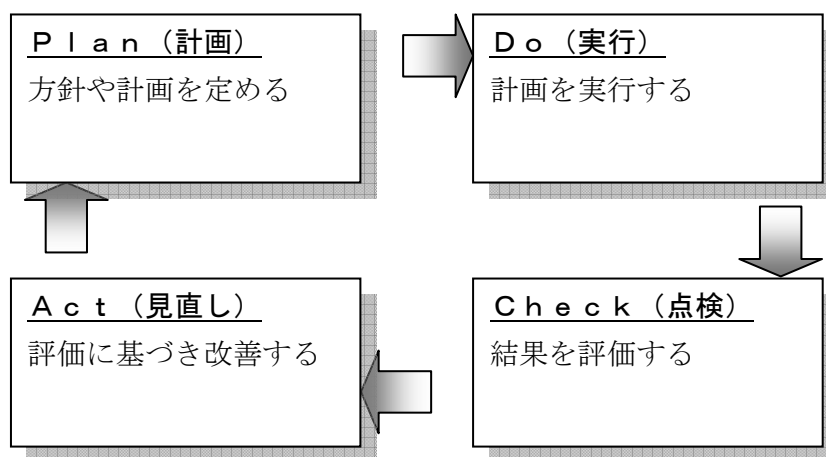 Ｐｌａｎ（計画）
方針や計画を定める
Ｄｏ（実行）
計画を実行する
Ｃｈｅｃｋ（点検）
結果を評価する
Ａｃｔ（見直し）
評価に基づき改善する